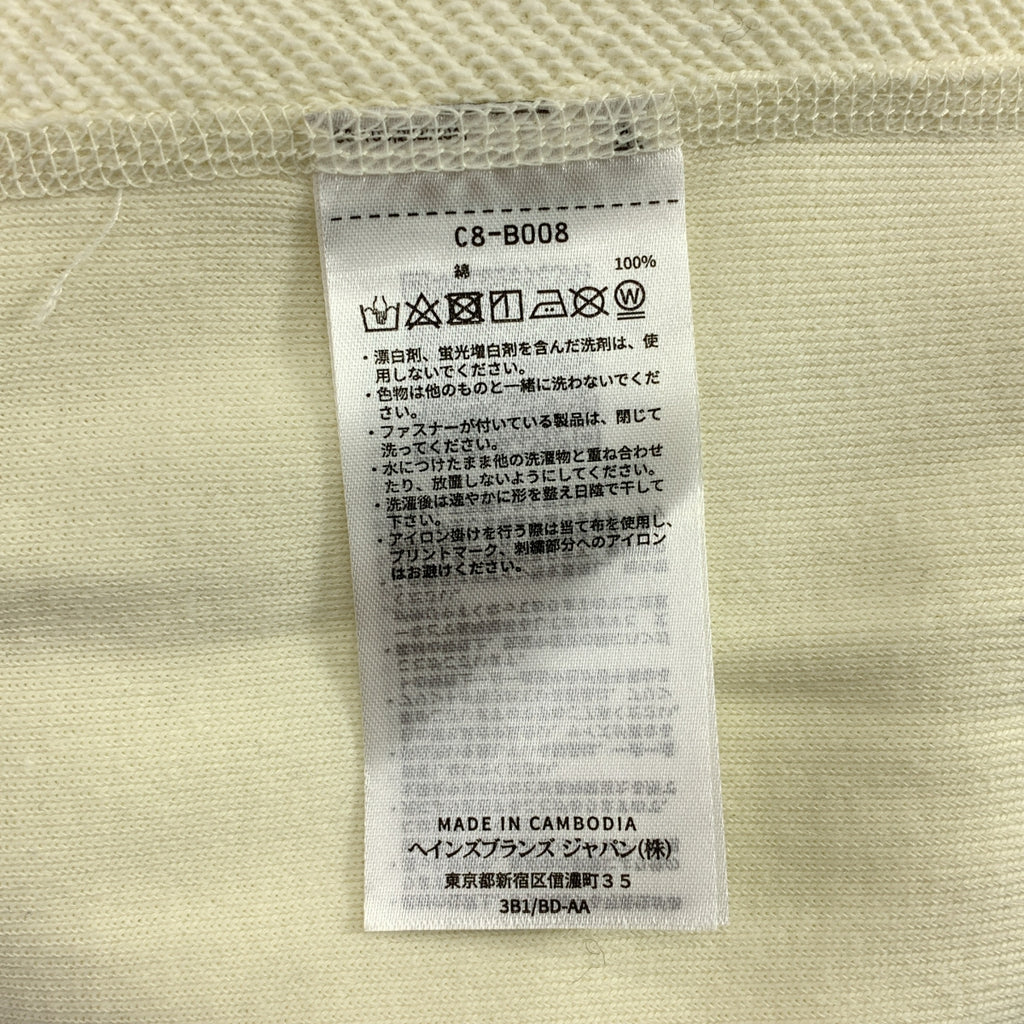 C8-B008
綿 100%
W
・漂白剤、蛍光増白剤を含んだ洗剤は、使
用しないでください。
・色物は他のものと一緒に洗わないでくだ
さい。
・ファスナーが付いている製品は、閉じて
洗ってください。
・水につけたまま他の洗濯物と重ね合わせ
たり、放置しないようにしてください。
・洗濯後は速やかに形を整え日陰で干して
下さい。
・アイロン掛けを行う際は当て布を使用し、
プリントマーク、刺繍部分へのアイロン
はお避けください。
MADE IN CAMBODIA
ヘインズブランズ ジャパン(株)
東京都新宿区信濃町35
3B1/BD-AA